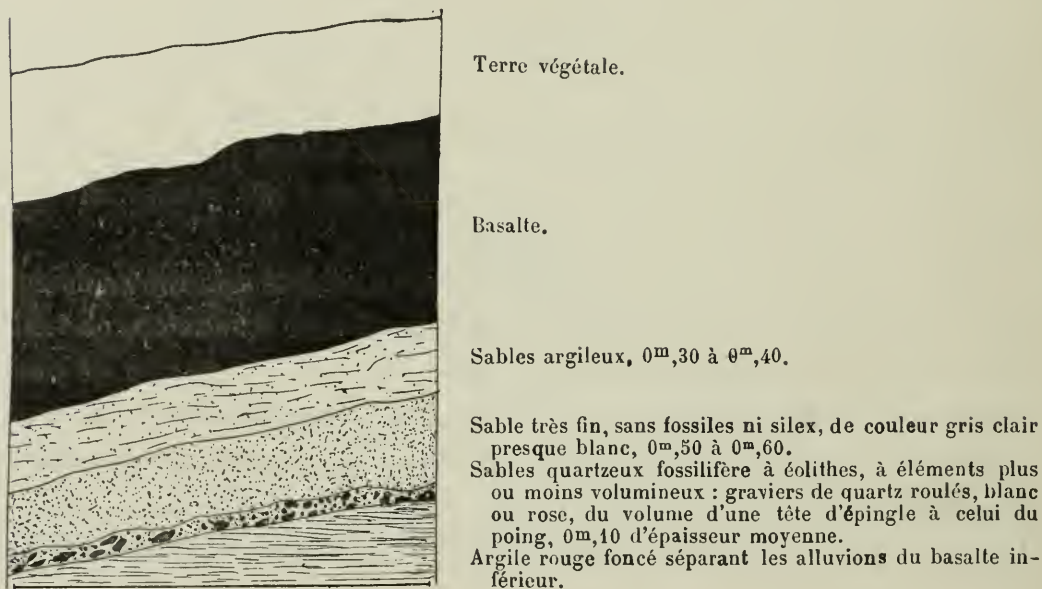 Terre végétale.
Basalte.
Sables argileux, 0m,30 à 0m,40.
Sable très fin, sans fossiles ni silex, de couleur gris clair
presque blanc, 0m,50 à 0m,60.
Sables quartzeux fossilifère à éolithes, à éléments plus
ou moins volumineux : graviers de quartz roulés, blanc
ou rose, du volume d'une tête d'épingle à celui du
poing, 0m,10 d'épaisseur moyenne.
Argile rouge foncé séparant les alluvions du basalte in-
férieur.